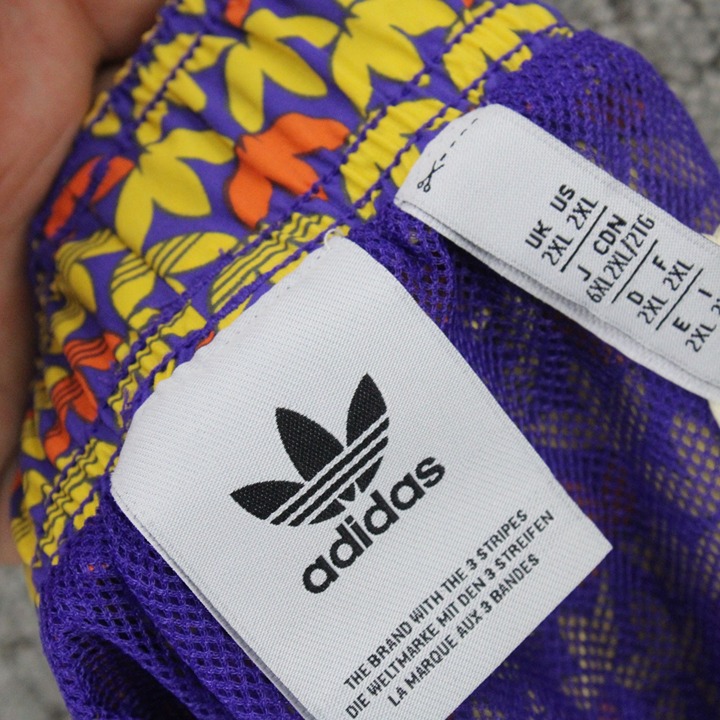 adidas
THE BRAND WITH THE 3 STRIPES
DIE WELTMARKE MIT DEN 3 STREIFEN
LA MARQUE AUX 3 BANDES
UK US
2XL 2XL
J CDN
6XL 2XL/2TG
D F
2XL 2XL
E I
2XL